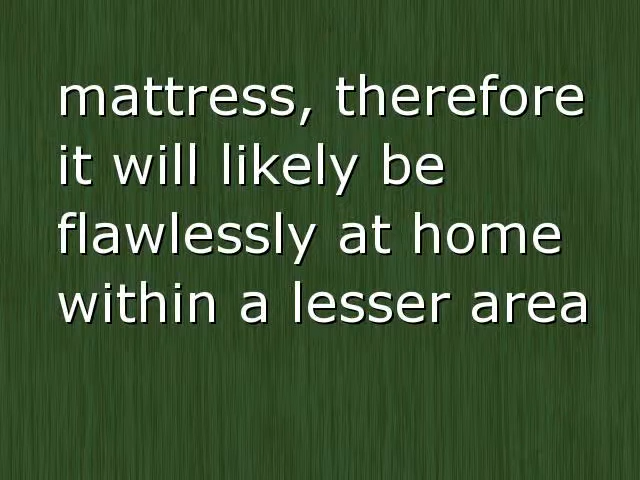 mattress, therefore
it will likely be
flawlessly at home
within a lesser area